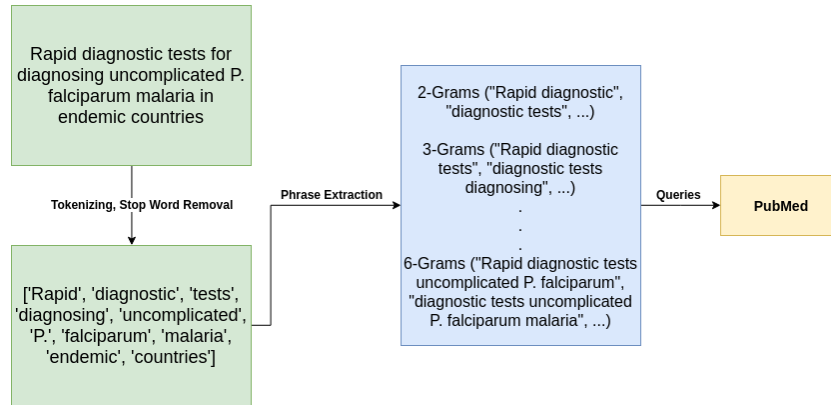 Rapid diagnostic tests for
diagnosing uncomplicated P.
falciparum malaria in
endemic countries
Tokenizing, Stop Word Removal
['Rapid', 'diagnostic', 'tests',
'diagnosing', 'uncomplicated',
'P.', 'falciparum', 'malaria',
'endemic', 'countries']
Phrase Extraction
2-Grams ("Rapid diagnostic",
"diagnostic tests", ...)
3-Grams ("Rapid diagnostic
tests", "diagnostic tests
diagnosing", ...)
.
.
.
6-Grams ("Rapid diagnostic tests
uncomplicated P. falciparum",
"diagnostic tests uncomplicated
P. falciparum malaria", ...)
Queries
PubMed